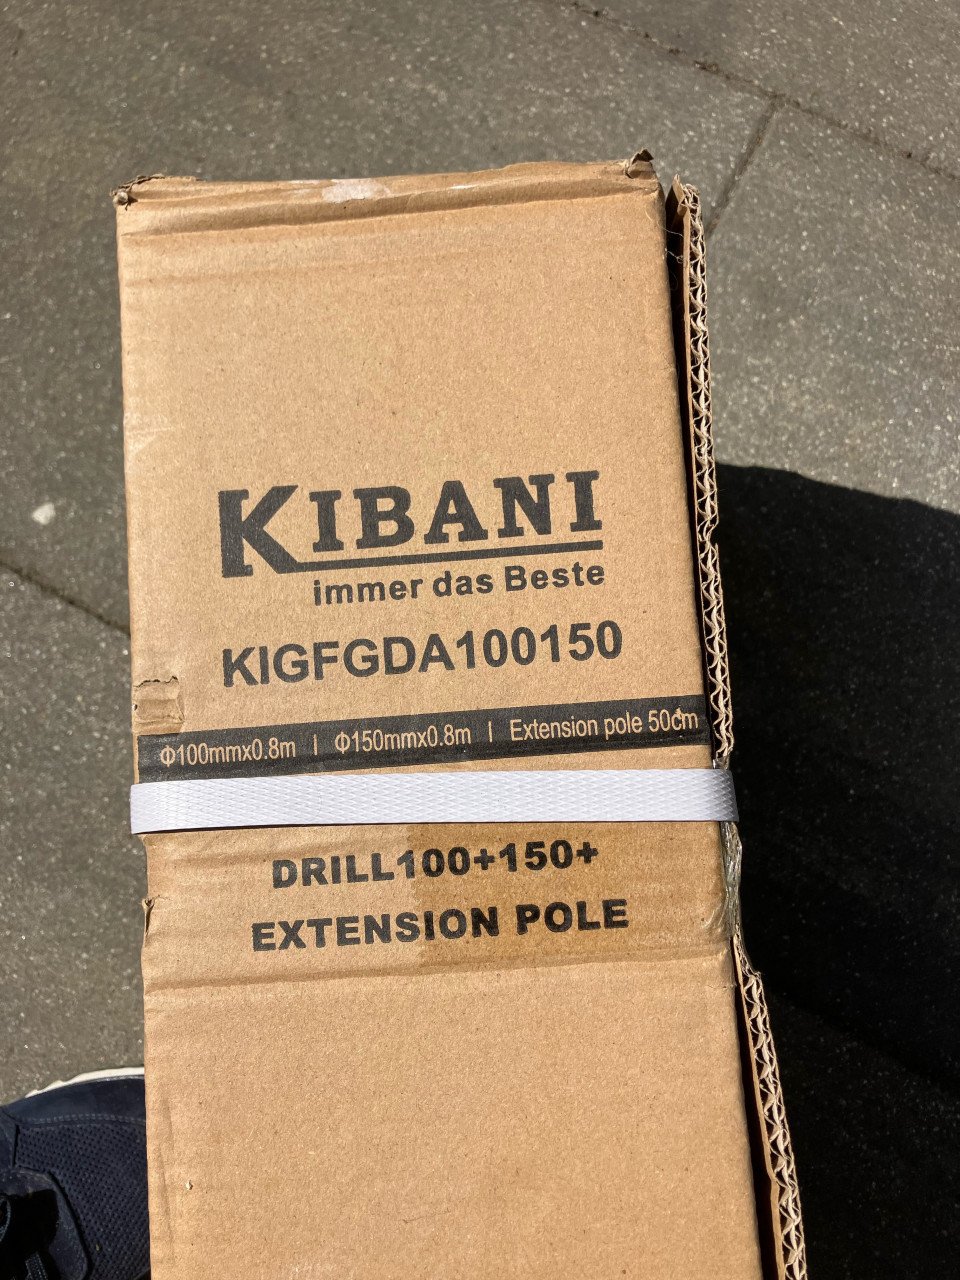 KIBANI
immer das Beste
KIGFGDA100150
Φ100mmx0.8m | Φ150mmx0.8m | Extension pole 50cm
DRILL100+150+
EXTENSION POLE